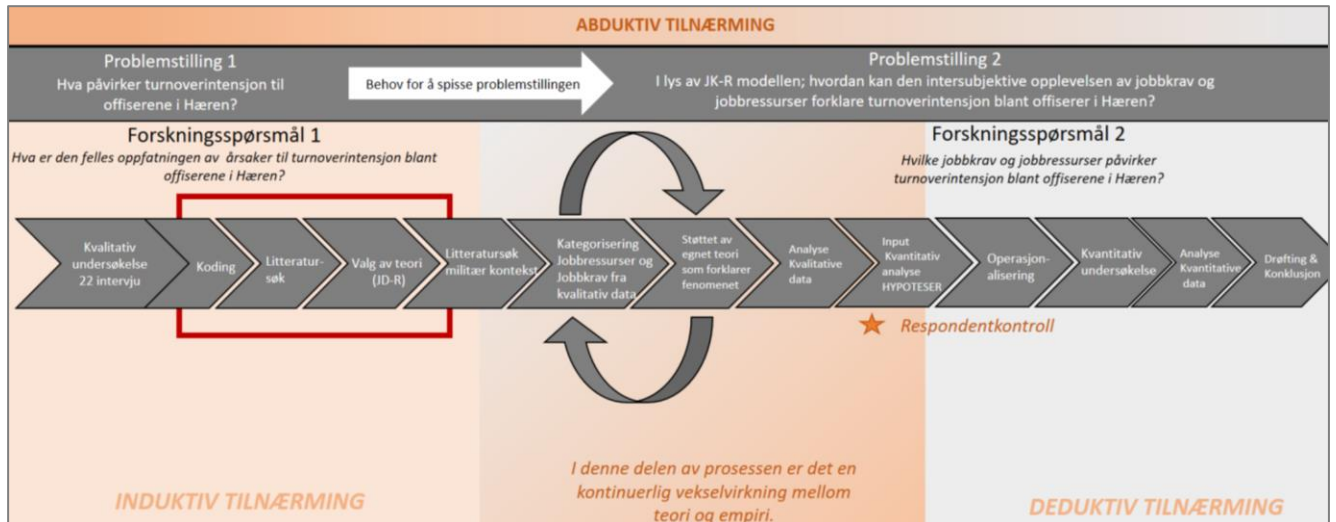 ABDUKTIV TILNÆRMING
Problemstilling 1
Hva påvirker turnoverintensjon til
offiserene i Hæren?
Behov for å spisse problemstillingen
Problemstilling 2
I lys av JK-R modellen; hvordan kan den intersubjektive opplevelsen av jobbkrav og
jobbressurser forklare turnoverintensjon blant offiserer i Hæren?
Forskningsspørsmål 1
Hva er den felles oppfatningen av årsaker til turnoverintensjon blant
offiserene i Hæren?
Forskningsspørsmål 2
Hvilke jobbkrav og jobbressurser påvirker
turnoverintensjon blant offiserene i Hæren?
Kvalitativ
undersøkelse
22 intervju
Koding
Litteratur-
søk
Valg av teori
(JD-R)
Litteratursøk
militær kontekst
Kategorisering
Jobbressurser og
Jobbkrav fra
kvalitativ data
Støttet av
egnet teori
som forklarer
fenomenet
Analyse
Kvalitative
data
Input
Kvantitativ
analyse
HYPOTESER
Operasjon-
alisering
Kvantitativ
undersøkelse
Analyse
Kvantitative
data
Drøfting &
Konklusjon
Respondentkontroll
I denne delen av prosessen er det en
kontinuerlig vekselvirkning mellom
teori og empiri.
INDUKTIV TILNÆRMING
DEDUKTIV TILNÆRMING